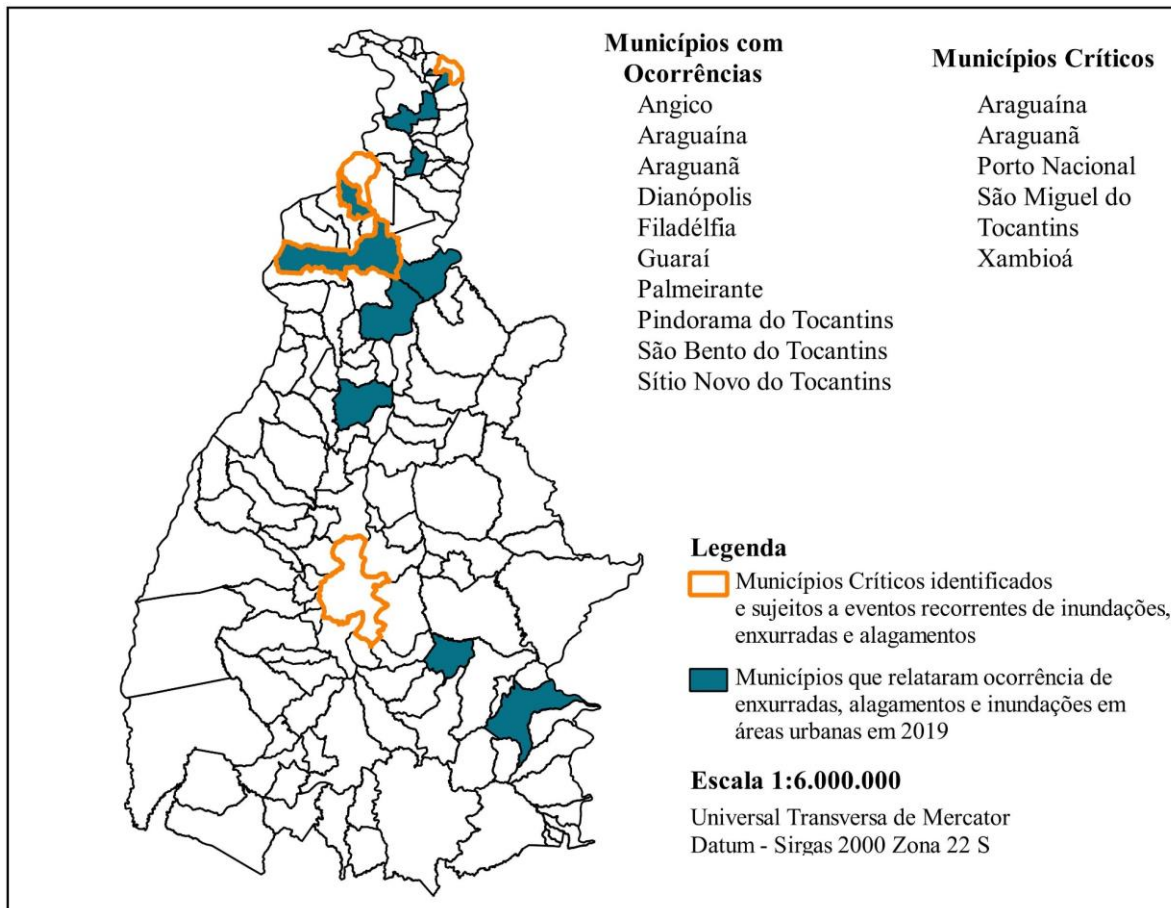 Municípios com
Ocorrências
Angico
Araguaína
Araguanã
Dianópolis
Filadélfia
Guaraí
Palmeirante
Pindorama do Tocantins
São Bento do Tocantins
Sítio Novo do Tocantins
Municípios Críticos
Araguaína
Araguanã
Porto Nacional
São Miguel do
Tocantins
Xambioá
Legenda
Municípios Críticos identificados
e sujeitos a eventos recorrentes de inundações,
enxurradas e alagamentos
Municípios que relataram ocorrência de
enxurradas, alagamentos e inundações em
áreas urbanas em 2019
Escala 1:6.000.000
Universal Transversa de Mercator
Datum - Sirgas 2000 Zona 22 S